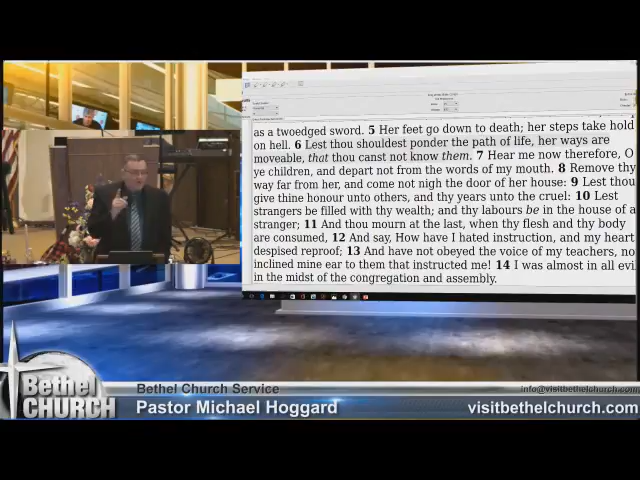 as a twoedged sword. 5 Her feet go down to death; her steps take hold
on hell. 6 Lest thou shouldest ponder the path of life, her ways are
moveable, that thou canst not know them. 7 Hear me now therefore, O
ye children, and depart not from the words of my mouth. 8 Remove thy
way far from her, and come not nigh the door of her house: 9 Lest thou
give thine honour unto others, and thy years unto the cruel: 10 Lest
strangers be filled with thy wealth; and thy labours be in the house of a
stranger; 11 And thou mourn at the last, when thy flesh and thy body
are consumed, 12 And say, How have I hated instruction, and my heart
despised reproof; 13 And have not obeyed the voice of my teachers, no
inclined mine ear to them that instructed me! 14 I was almost in all evi
in the midst of the congregation and assembly.
Bethel
CHURCH
Bethel Church Service
info@visitbethelchurch.com
Pastor Michael Hoggard
visitbethelchurch.com